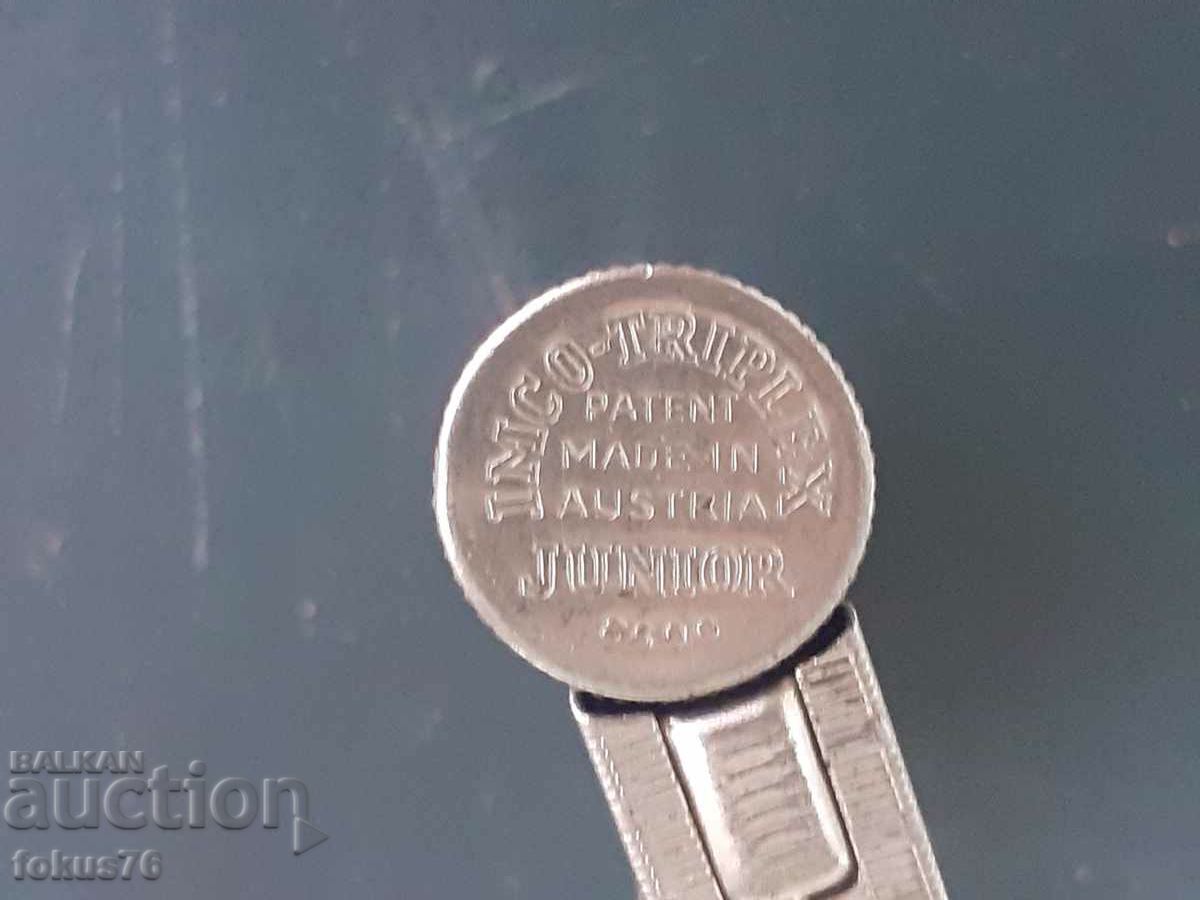 IMCO-TRIPLEX
PATENT
MADE IN
AUSTRIA
JUNIOR
BALKAN
auction
fokus76